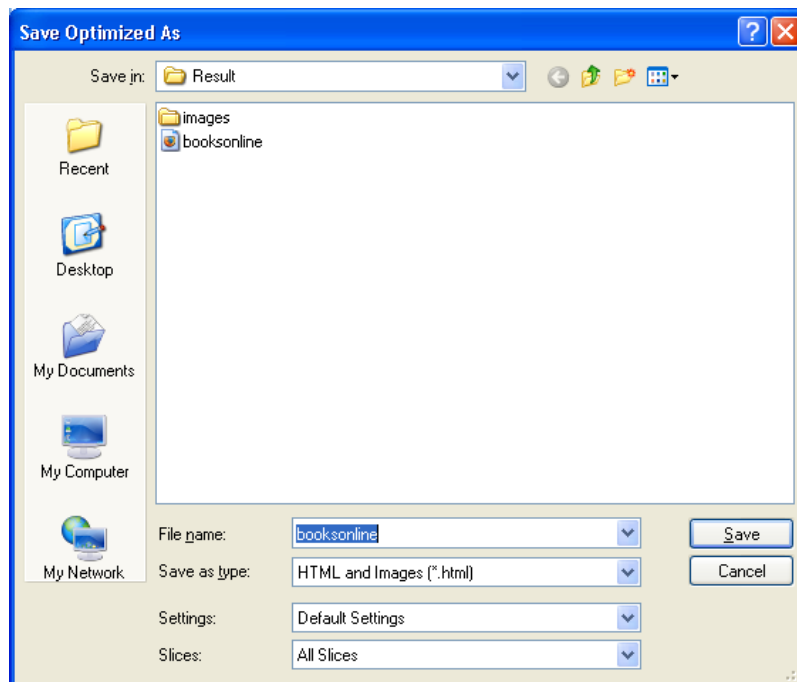 Save Optimized As
Save in: Result
images
booksonline
Recent
Desktop
My Documents
My Computer
My Network
File name: booksonline Save
Save as type: HTML and Images (*.html) Cancel
Settings: Default Settings
Slices: All Slices